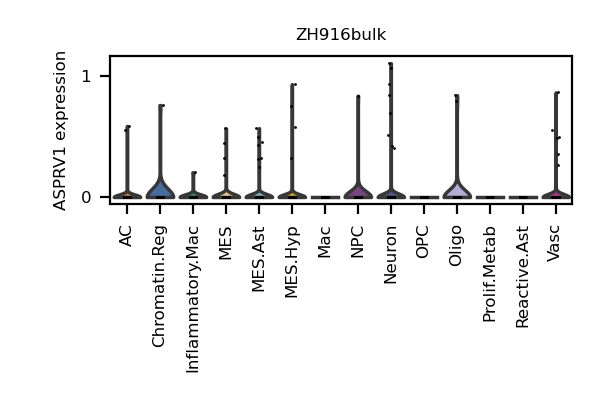 ZH916bulk
ASPRV1 expression
1
0
AC
Chromatin.Reg
Inflammatory.Mac
MES
MES.Ast
MES.Hyp
Mac
NPC
Neuron
OPC
Oligo
Prolif.Metab
Reactive.Ast
Vasc